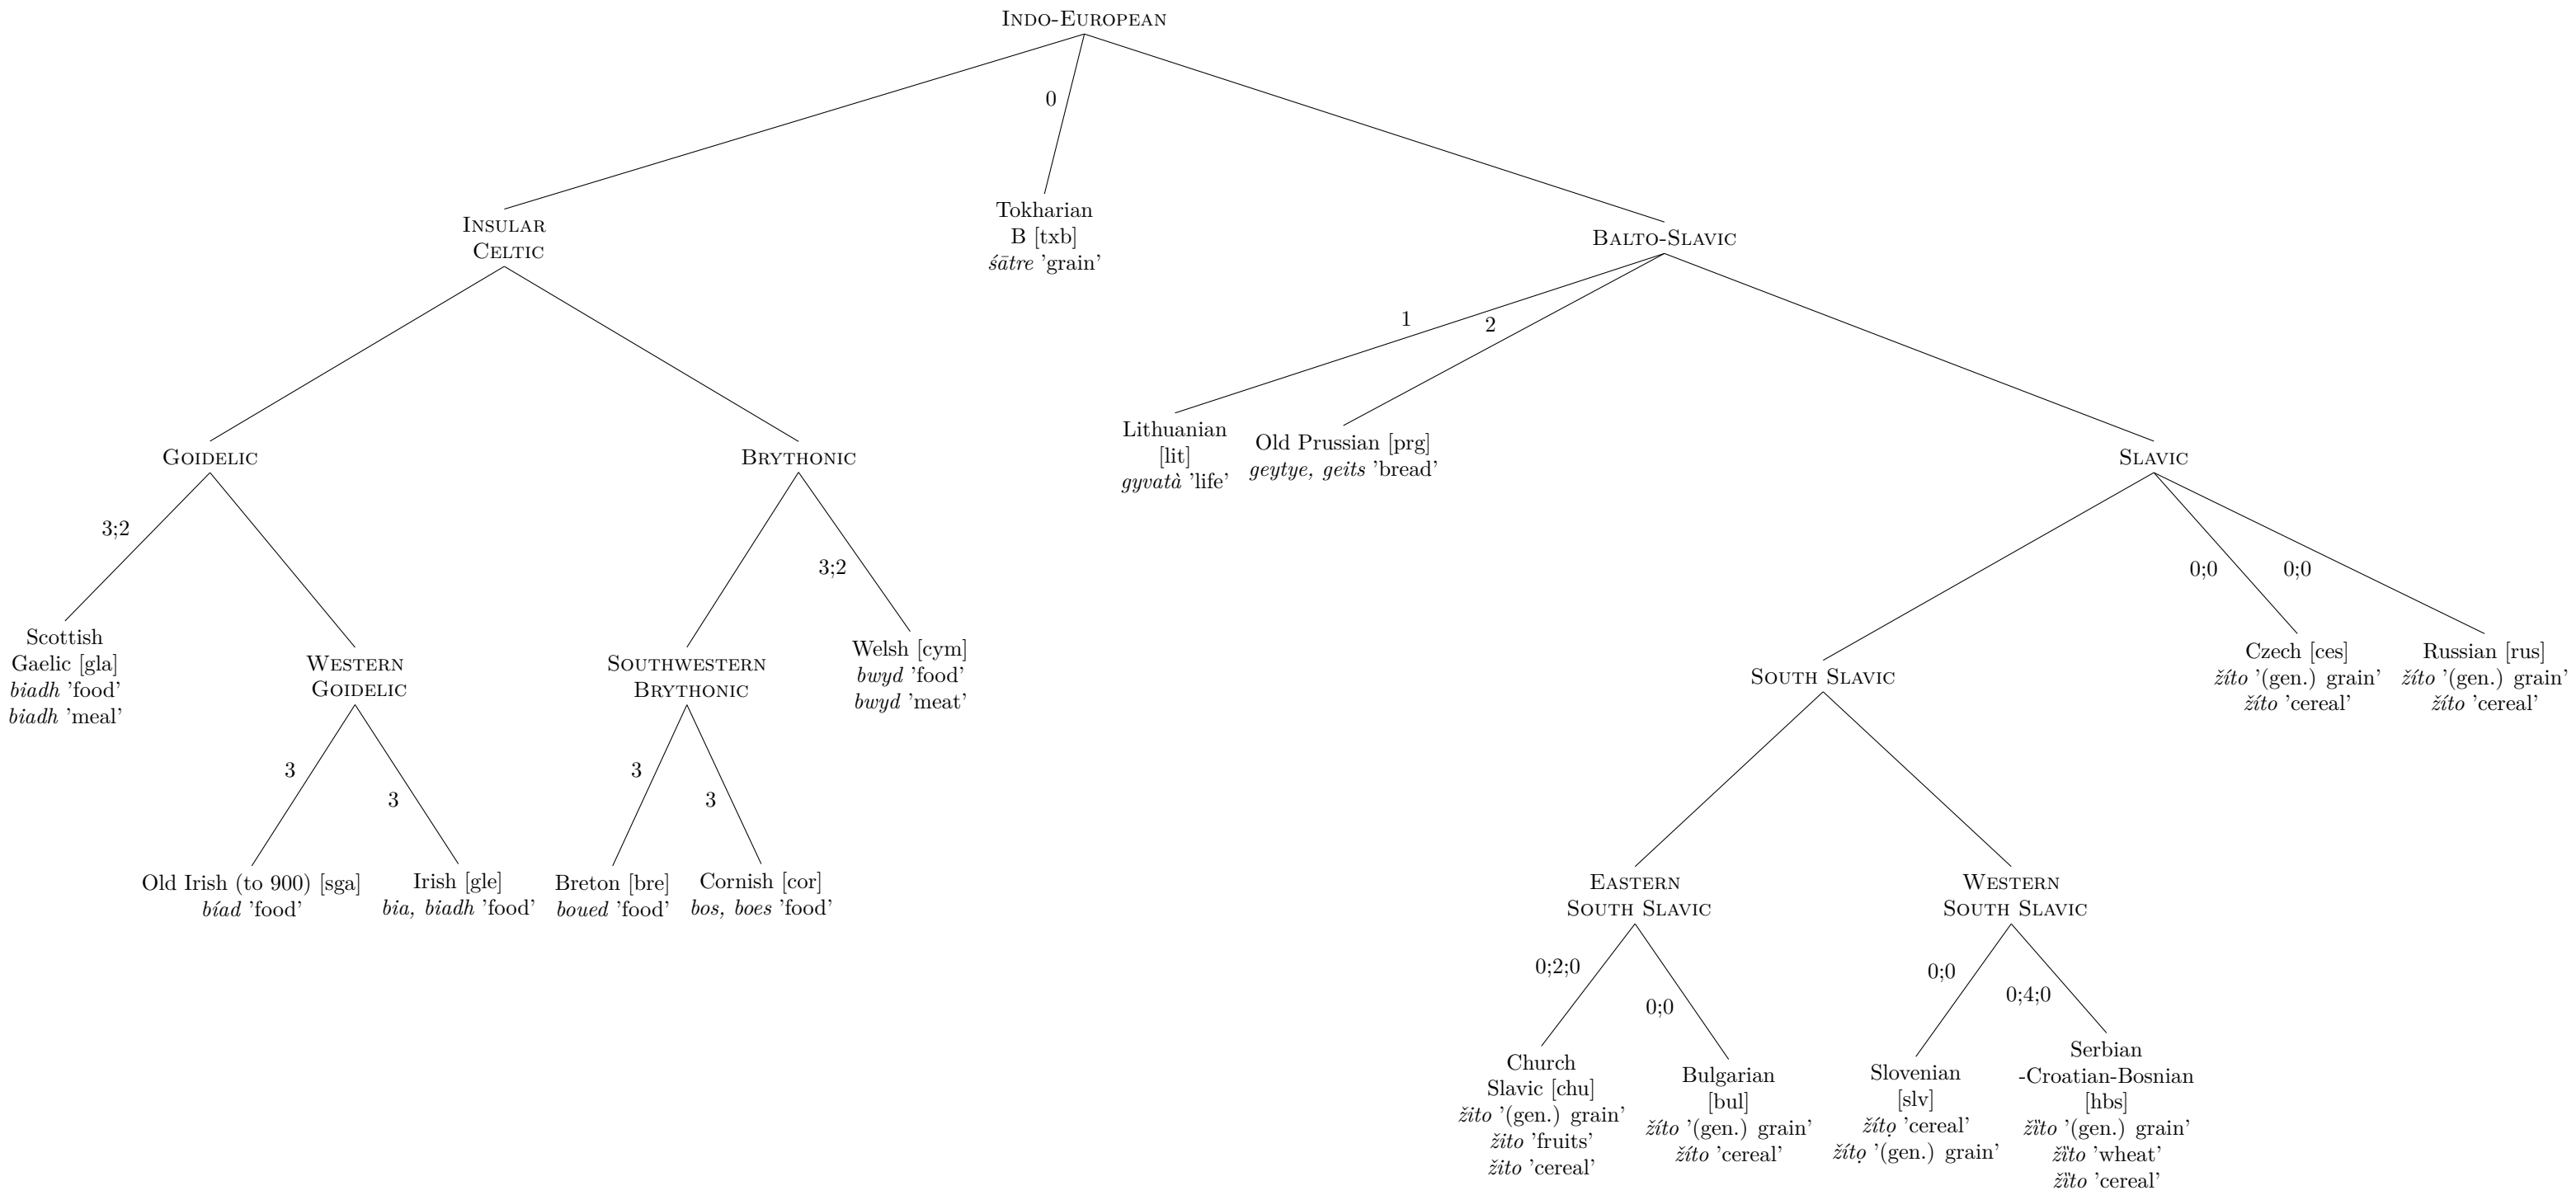 INDO-EUROPEAN
0
INSULAR
CELTIC
Tokharian
B [txb]
śātre 'grain’
BALTO-SLAVIC
1
2
GOIDELIC
BRYTHONIC
Lithuanian
[lit]
gyvatà 'life’
Old Prussian [prg]
geytye, geits 'bread’
SLAVIC
3;2
3;2
0;0
0;0
Scottish
Gaelic [gla]
biadh 'food’
biadh 'meal’
WESTERN
GOIDELIC
SOUTHWESTERN
BRYTHONIC
Welsh [cym]
bwyd 'food’
bwyd 'meat’
SOUTH SLAVIC
Czech [ces]
žíto '(gen.) grain’
žíto 'cereal’
Russian [rus]
žíto '(gen.) grain’
žíto 'cereal’
3
3
3
3
Old Irish (to 900) [sga]
bíad 'food’
Irish [gle]
bia, biadh 'food’
Breton [bre]
boued 'food’
Cornish [cor]
bos, boes 'food’
EASTERN
SOUTH SLAVIC
WESTERN
SOUTH SLAVIC
0;2;0
0;0
0;0
0;4;0
Church
Slavic [chu]
žito '(gen.) grain’
žito 'fruits’
žito 'cereal’
Bulgarian
[bul]
žíto '(gen.) grain’
žíto 'cereal’
Slovenian
[slv]
žítọ 'cereal’
žítọ '(gen.) grain’
Serbian
-Croatian-Bosnian
[hbs]
žȉto '(gen.) grain’
žȉto 'wheat’
žȉto 'cereal’